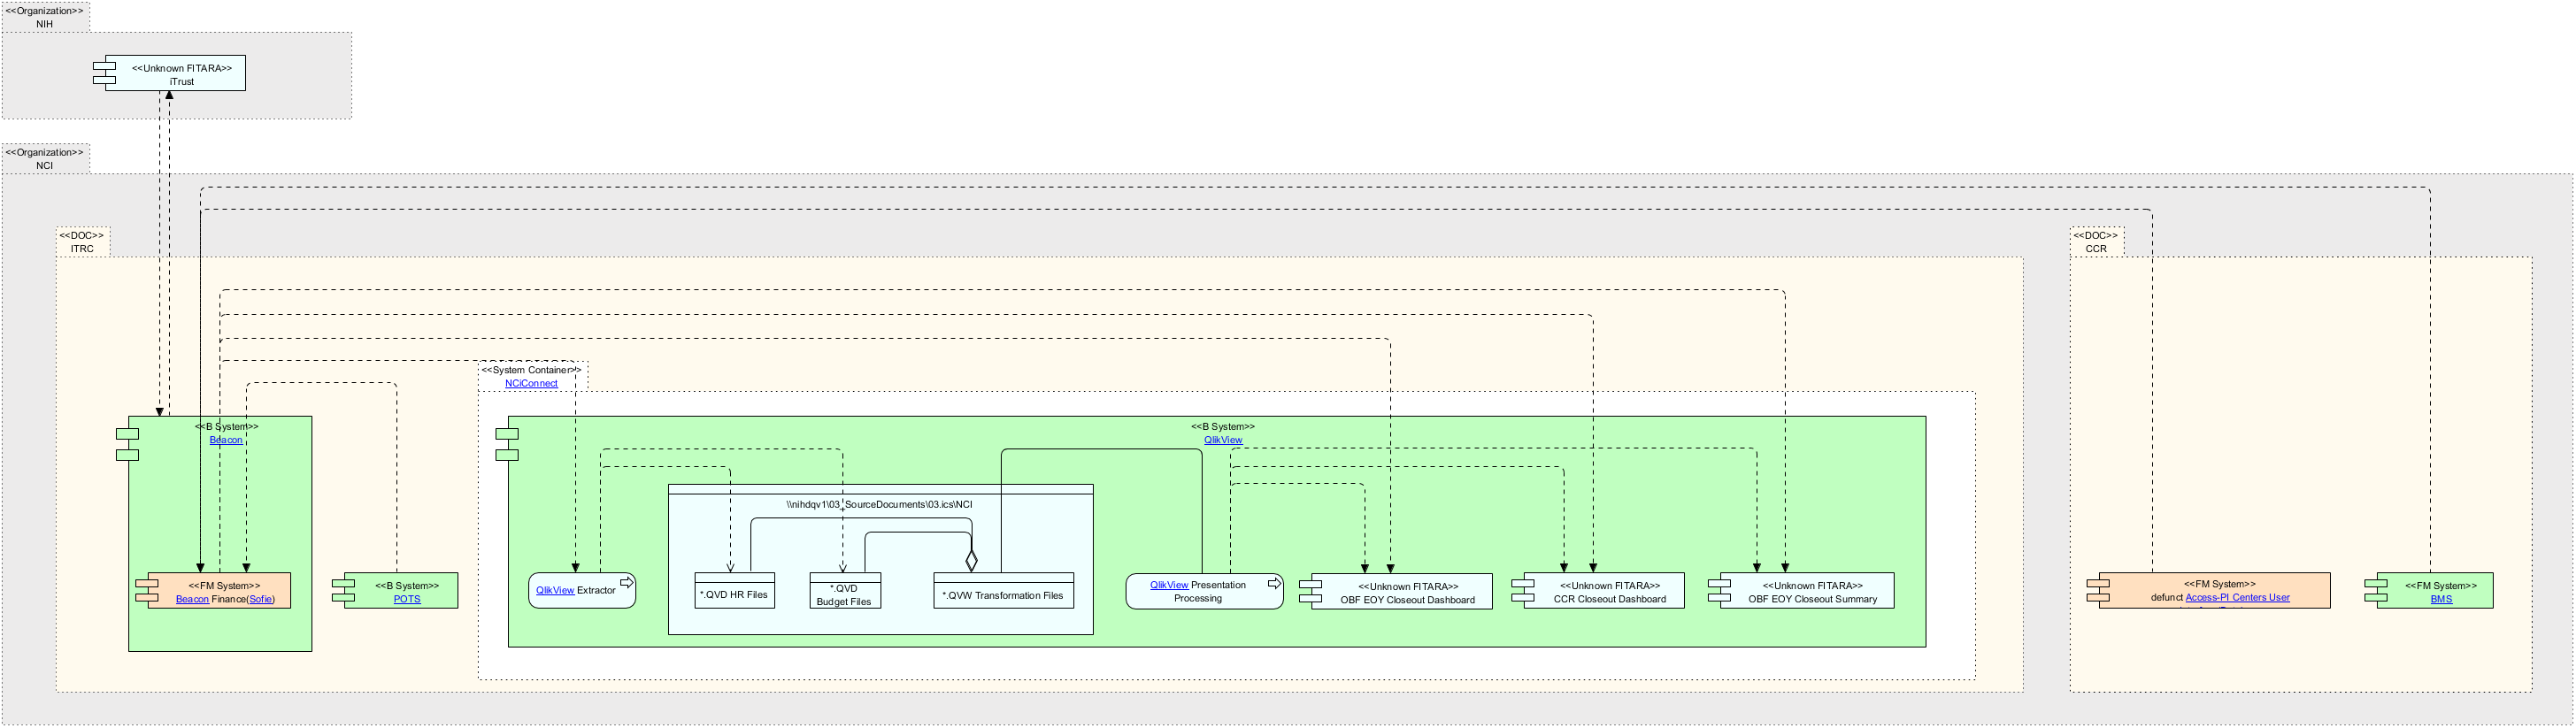 <<Organization>>
NIH
<<Unknown FITARA>>
iTrust
<<Organization>>
NCI
<<DOC>>
ITRC
<<DOC>>
CCR
<<System Container>>
NCiConnect
<<B System>>
Beacon
<<B System>>
QlikView
\\nihdqv1\03_SourceDocuments\03.ics\NCI
<<FM System>>
Beacon Finance(Sofie)
<<B System>>
POTS
QlikView Extractor
*.QVD HR Files
*.QVD
Budget Files
*.QVW Transformation Files
QlikView Presentation
Processing
<<Unknown FITARA>>
OBF EOY Closeout Dashboard
<<Unknown FITARA>>
CCR Closeout Dashboard
<<Unknown FITARA>>
OBF EOY Closeout Summary
<<FM System>>
defunct Access-PI Centers User
<<FM System>>
BMS